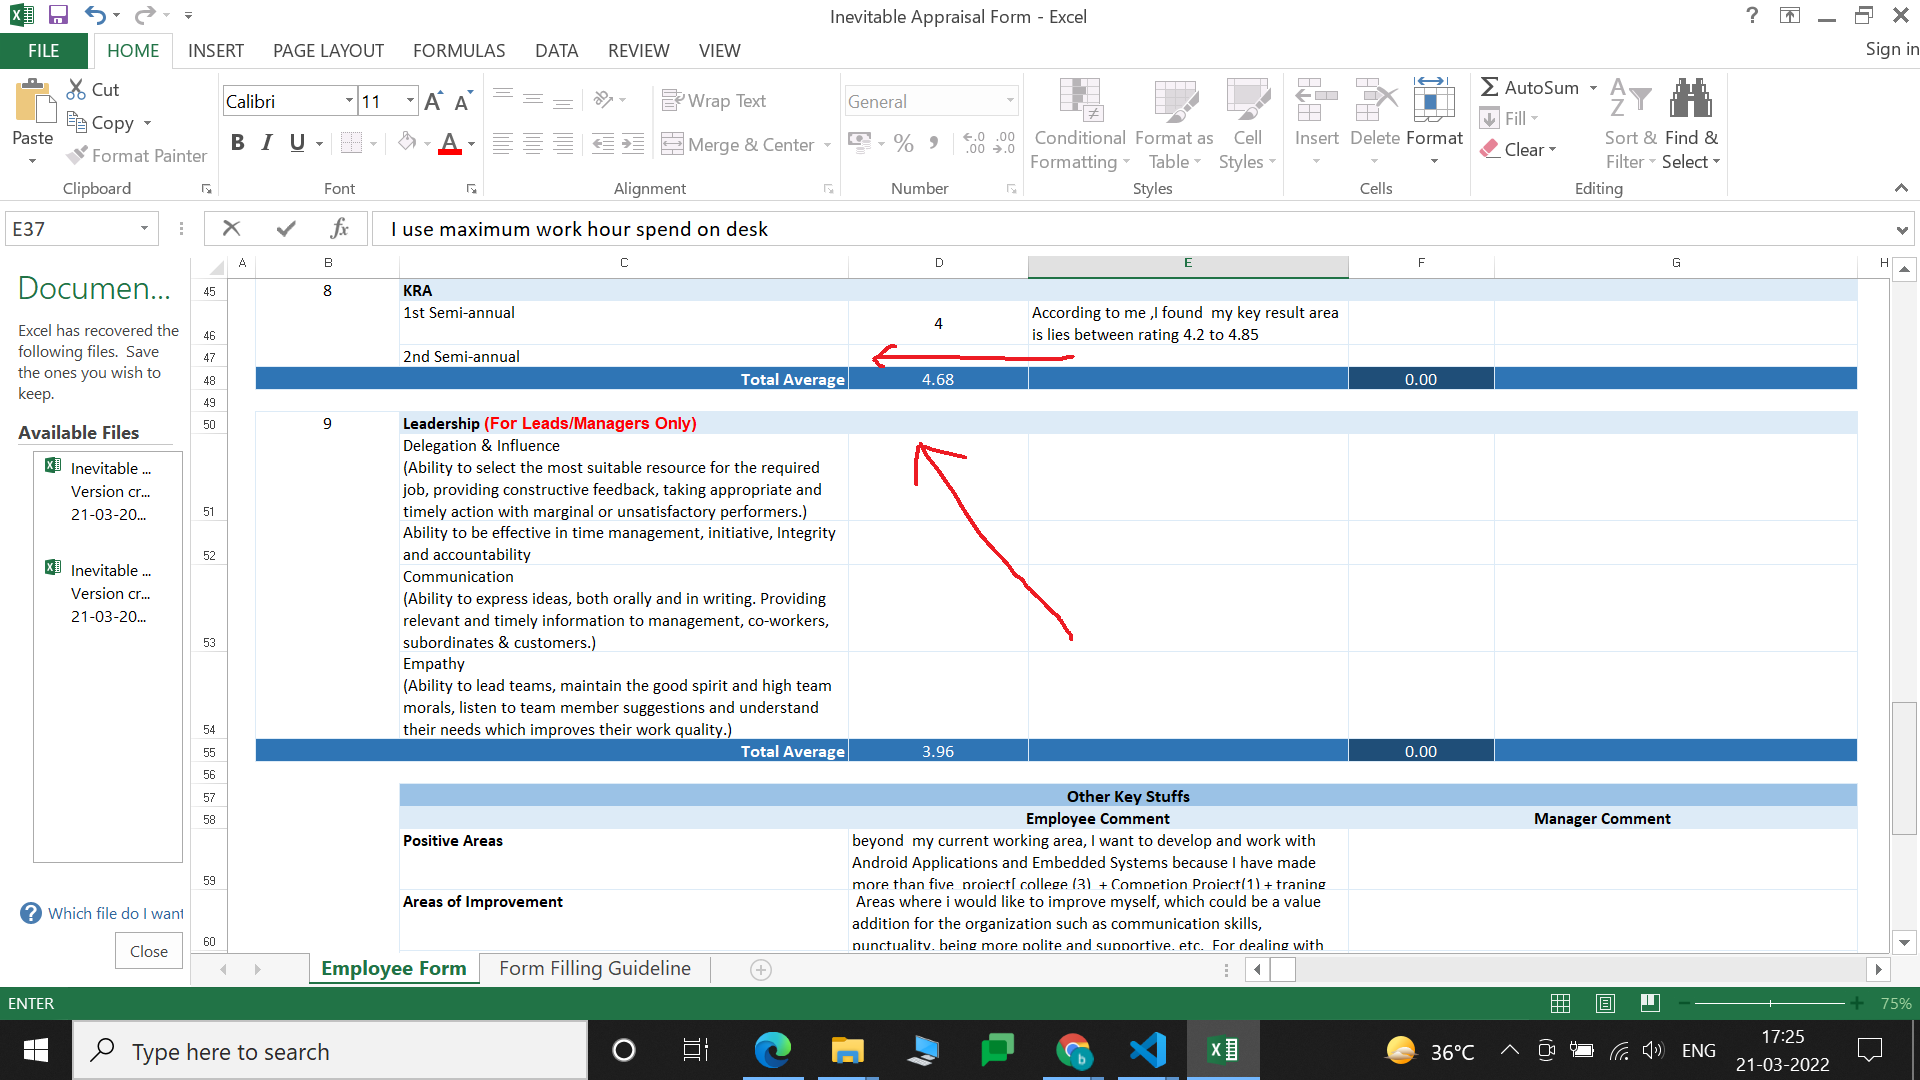 Inevitable Appraisal Form - Excel
?
FILE HOME INSERT PAGE LAYOUT FORMULAS DATA REVIEW VIEW
Sign in
Paste
Cut
Copy
Format Painter
Clipboard
Calibri 11
B I U
Font
Wrap Text
Merge & Center
Alignment
General
%
Number
Conditional Formatting
Format as Table
Cell Styles
Styles
Insert Delete Format
Cells
AutoSum
Fill
Clear
Sort & Filter
Find & Select
Editing
E37
fx
I use maximum work hour spend on desk
Documen...
Excel has recovered the
following files. Save
the ones you wish to
keep.
Available Files
Inevitable ...
Version cr...
21-03-20...
Inevitable ...
Version cr...
21-03-20...
Which file do I want
Close
A B C D E F G H
45 8 KRA
46 1st Semi-annual 4 According to me ,I found my key result area
is lies between rating 4.2 to 4.85
47 2nd Semi-annual
48 Total Average 4.68 0.00
49
50 9 Leadership (For Leads/Managers Only)
Delegation & Influence
(Ability to select the most suitable resource for the required
job, providing constructive feedback, taking appropriate and
51 timely action with marginal or unsatisfactory performers.)
Ability to be effective in time management, initiative, Integrity
52 and accountability
Communication
(Ability to express ideas, both orally and in writing. Providing
relevant and timely information to management, co-workers,
53 subordinates & customers.)
Empathy
(Ability to lead teams, maintain the good spirit and high team
morals, listen to team member suggestions and understand
54 their needs which improves their work quality.)
55 Total Average 3.96 0.00
56
57 Other Key Stuffs
58 Employee Comment Manager Comment
Positive Areas beyond my current working area, I want to develop and work with
Android Applications and Embedded Systems because I have made
59 more than five project[ college (3) + Competion Project(1) + traning
Areas of Improvement Areas where i would like to improve myself, which could be a value
addition for the organization such as communication skills,
60 punctuality, being more polite and supportive, etc. For dealing with
Employee Form Form Filling Guideline
ENTER
75%
Type here to search
36°C
ENG
17:25
21-03-2022